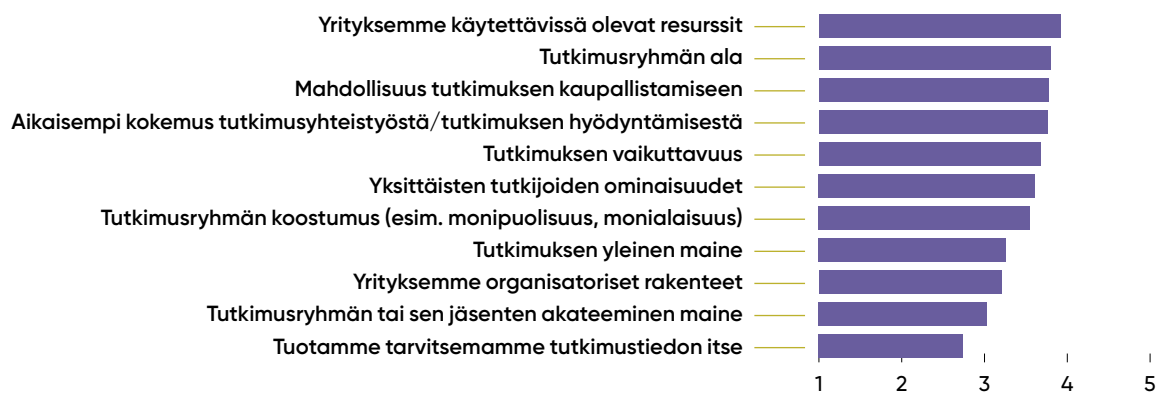 Yrityksemme käytettävissä olevat resurssit
Tutkimusryhmän ala
Mahdollisuus tutkimuksen kaupallistamiseen
Aikaisempi kokemus tutkimusyhteistyöstä/tutkimuksen hyödyntämisestä
Tutkimuksen vaikuttavuus
Yksittäisten tutkijoiden ominaisuudet
Tutkimusryhmän koostumus (esim. monipuolisuus, monialaisuus)
Tutkimuksen yleinen maine
Yrityksemme organisatoriset rakenteet
Tutkimusryhmän tai sen jäsenten akateeminen maine
Tuotamme tarvitsemamme tutkimustiedon itse
1 2 3 4 5